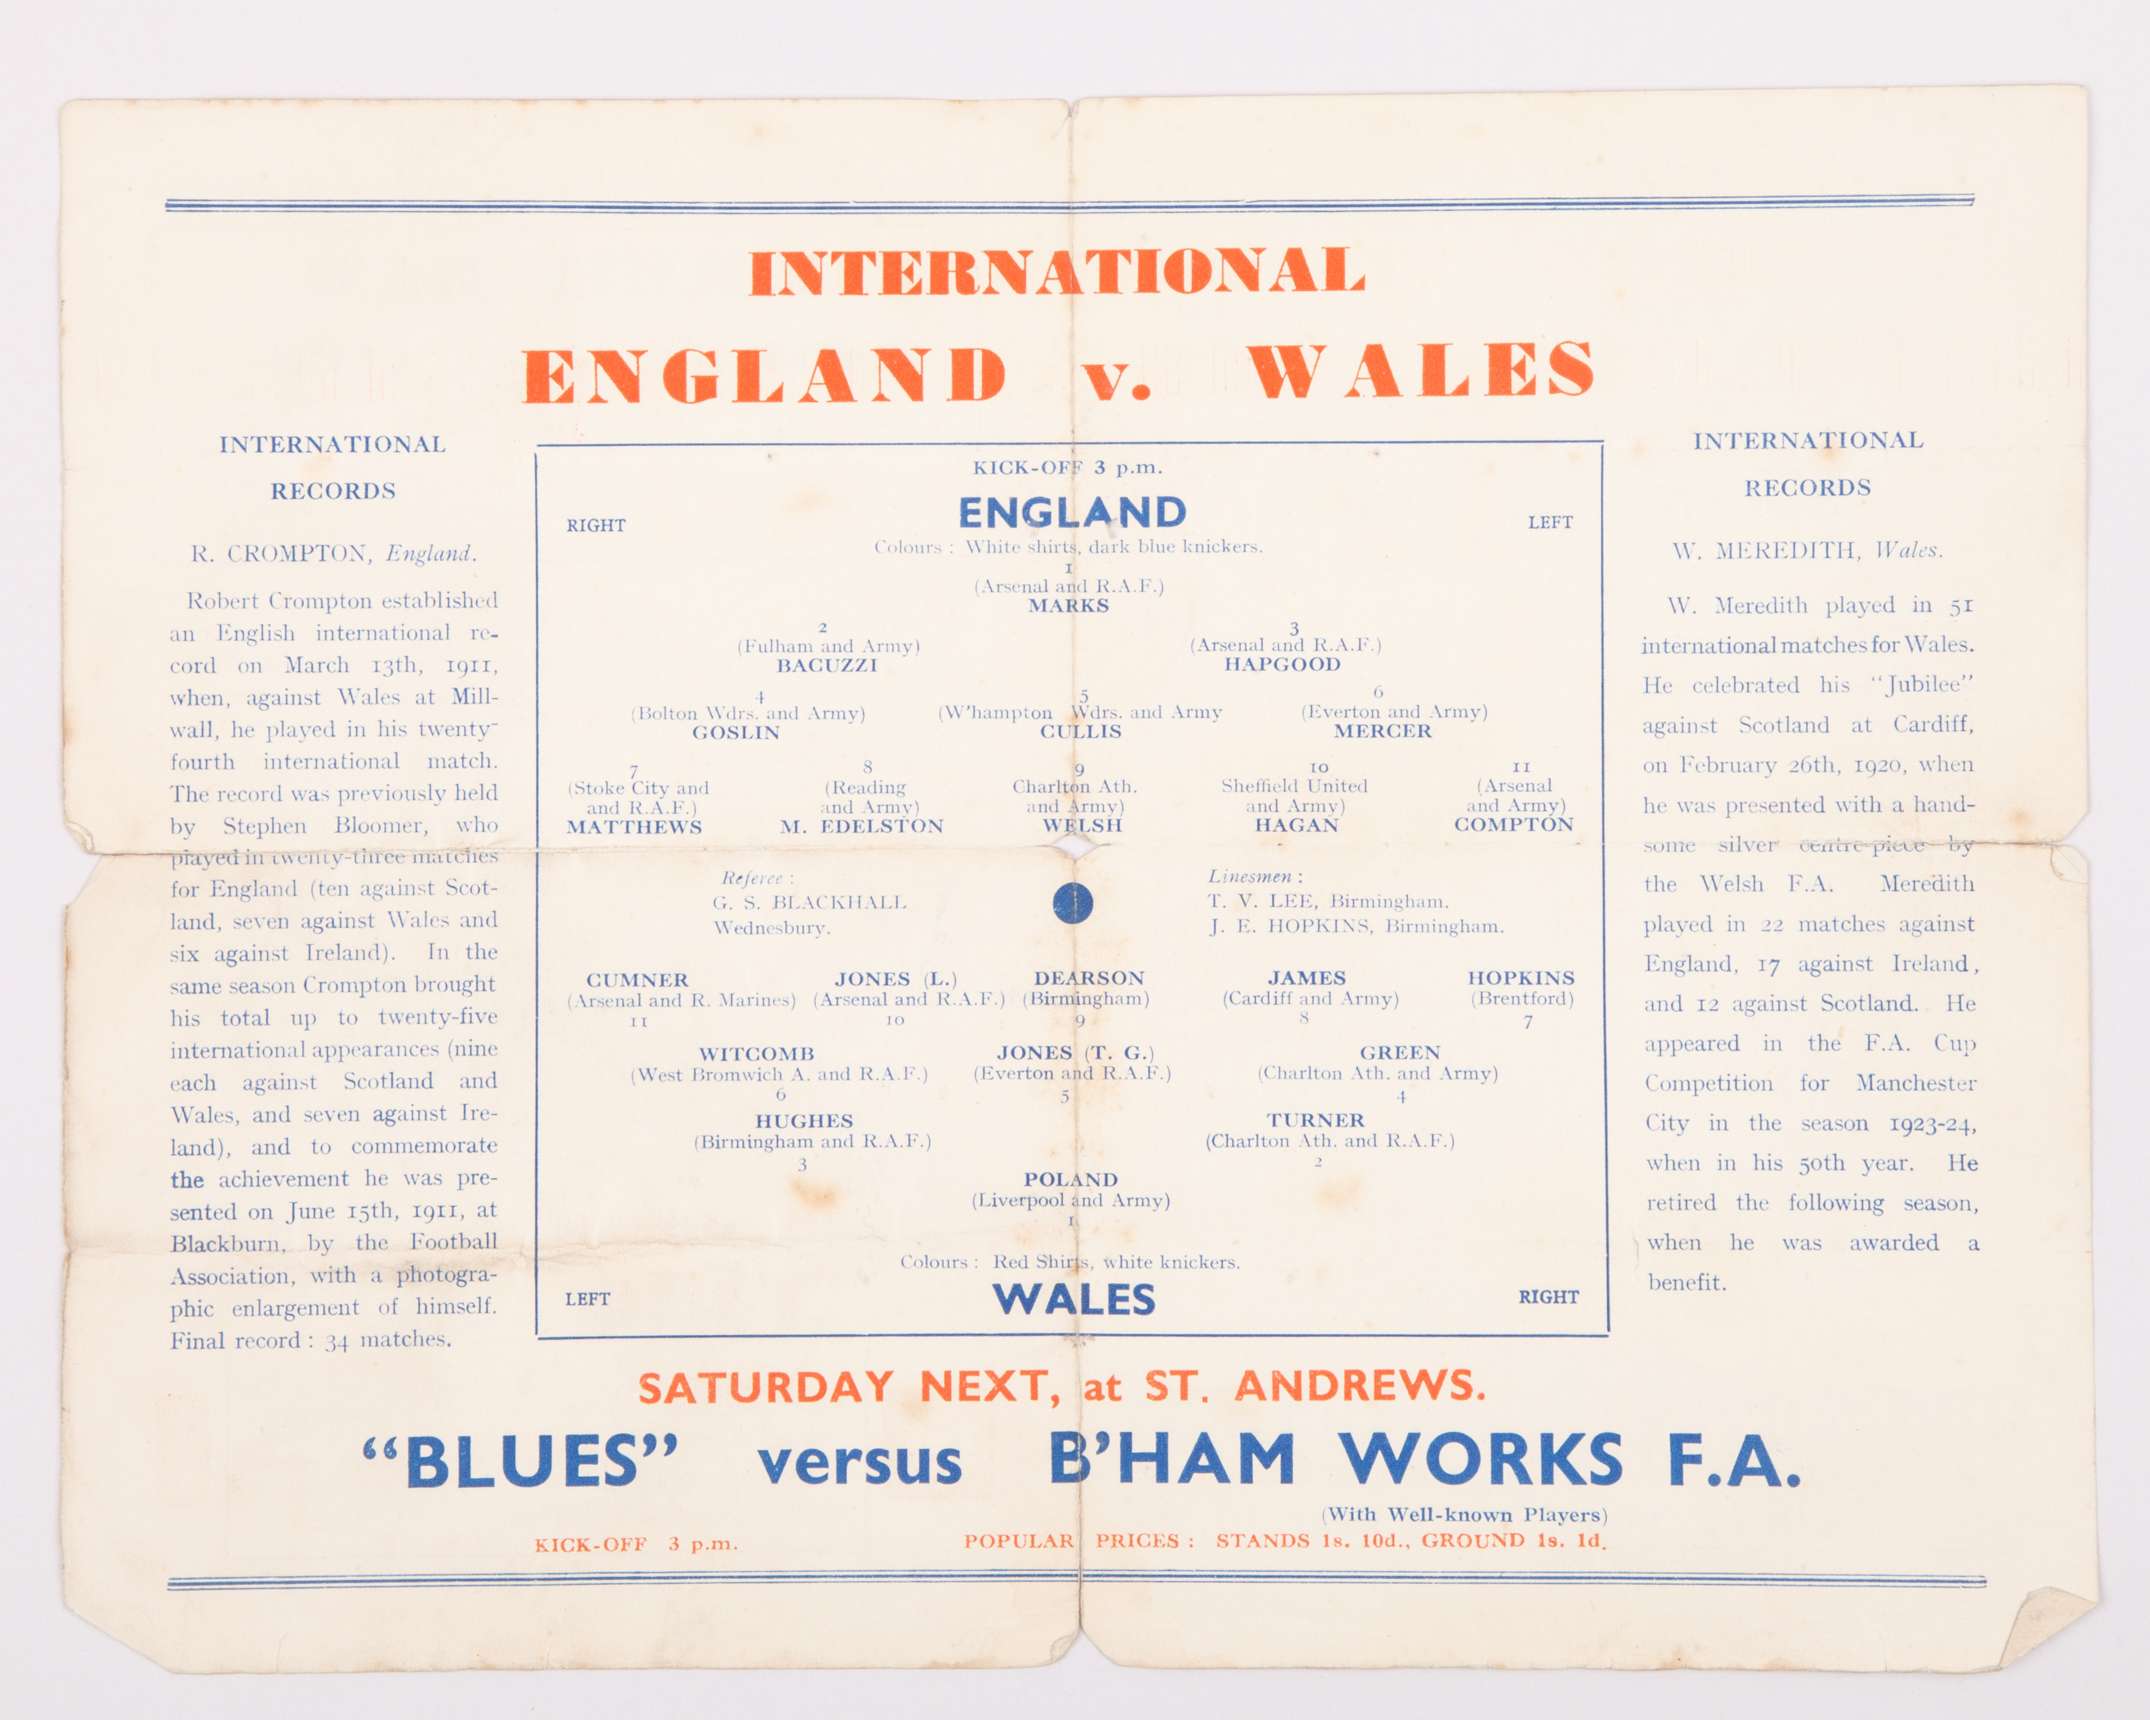 INTERNATIONAL
ENGLAND v. WALES
INTERNATIONAL
RECORDS
R. CROMPTON, England.
Robert Crompton established
an English international re-
cord on March 13th, 1911,
when, against Wales at Mill-
wall, he played in his twenty-
fourth international match.
The record was previously held
by Stephen Bloomer, who
played in twenty-three matches
for England (ten against Scot-
land, seven against Wales and
six against Ireland). In the
same season Crompton brought
his total up to twenty-five
international appearances (nine
each against Scotland and
Wales, and seven against Ire-
land), and to commemorate
the achievement he was pre-
sented on June 15th, 1911, at
Blackburn, by the Football
Association, with a photogra-
phic enlargement of himself.
Final record : 34 matches.
KICK-OFF 3 p.m.
ENGLAND
RIGHT LEFT
Colours : White shirts, dark blue knickers.
1
(Arsenal and R.A.F.)
MARKS
2 3
(Fulham and Army) (Arsenal and R.A.F.)
BACUZZI HAPGOOD
4 5 6
(Bolton Wdrs. and Army) (W'hampton Wdrs. and Army (Everton and Army)
GOSLIN CULLIS MERCER
7 8 9 10 11
(Stoke City and (Reading Charlton Ath. Sheffield United (Arsenal
and R.A.F.) and Army) and Army) and Army) and Army)
MATTHEWS M. EDELSTON WELSH HAGAN COMPTON
Referee : Linesmen :
G. S. BLACKHALL T. V. LEE, Birmingham.
Wednesbury. J. E. HOPKINS, Birmingham.
CUMNER JONES (L.) DEARSON JAMES HOPKINS
(Arsenal and R. Marines) (Arsenal and R.A.F.) (Birmingham) (Cardiff and Army) (Brentford)
11 10 9 8 7
WITCOMB JONES (T. G.) GREEN
(West Bromwich A. and R.A.F.) (Everton and R.A.F.) (Charlton Ath. and Army)
6 5 4
HUGHES TURNER
(Birmingham and R.A.F.) (Charlton Ath. and R.A.F.)
3 2
POLAND
(Liverpool and Army)
1
Colours : Red Shirts, white knickers.
LEFT WALES RIGHT
INTERNATIONAL
RECORDS
W. MEREDITH, Wales.
W. Meredith played in 51
international matches for Wales.
He celebrated his "Jubilee"
against Scotland at Cardiff,
on February 26th, 1920, when
he was presented with a hand-
some silver centre-piece by
the Welsh F.A. Meredith
played in 22 matches against
England, 17 against Ireland,
and 12 against Scotland. He
appeared in the F.A. Cup
Competition for Manchester
City in the season 1923-24,
when in his 50th year. He
retired the following season,
when he was awarded a
benefit.
SATURDAY NEXT, at ST. ANDREWS.
"BLUES" versus B'HAM WORKS F.A.
(With Well-known Players)
KICK-OFF 3 p.m. POPULAR PRICES : STANDS 1s. 10d., GROUND 1s. 1d.